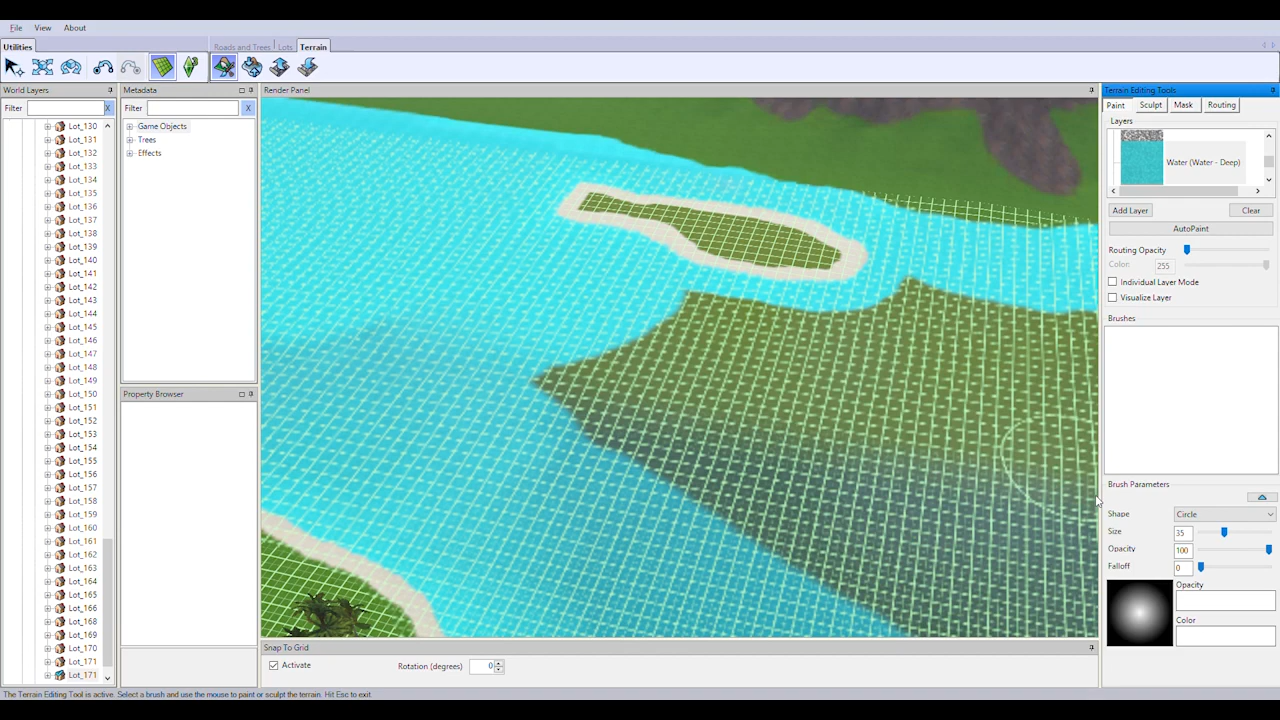 File View About
Utilities Roads and Trees Lots Terrain
World Layers Metadata Render Panel Terrain Editing Tools
Filter X Filter X Paint Sculpt Mask Routing
Layers
Lot_130
Lot_131
Lot_132
Lot_133
Lot_134
Lot_135
Lot_136
Lot_137
Lot_138
Lot_139
Lot_140
Lot_141
Lot_142
Lot_143
Lot_144
Lot_145
Lot_146
Lot_147
Lot_148
Lot_149
Lot_150
Lot_151
Lot_152
Lot_153
Lot_154
Lot_155
Lot_156
Lot_157
Lot_158
Lot_159
Lot_160
Lot_161
Lot_162
Lot_163
Lot_164
Lot_165
Lot_166
Lot_168
Lot_169
Lot_170
Lot_171
Lot_171
Game Objects
Trees
Effects
Property Browser
Water (Water - Deep)
Add Layer Clear
AutoPaint
Routing Opacity
Color: 255
Individual Layer Mode
Visualize Layer
Brushes
Brush Parameters
Shape Circle
Size 35
Opacity 100
Falloff 0
Opacity
Color
Snap To Grid
Activate Rotation (degrees) 0
The Terrain Editing Tool is active. Select a brush and use the mouse to paint or sculpt the terrain. Hit Esc to exit.